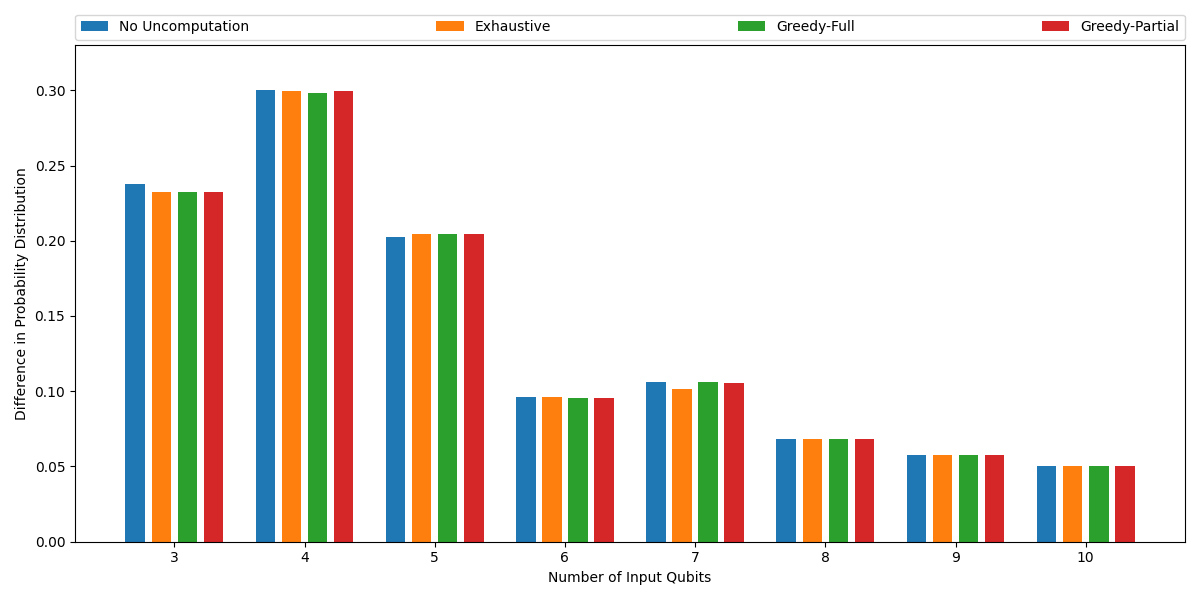 No Uncomputation Exhaustive Greedy-Full Greedy-Partial
Difference in Probability Distribution
0.30
0.25
0.20
0.15
0.10
0.05
0.00
3 4 5 6 7 8 9 10
Number of Input Qubits